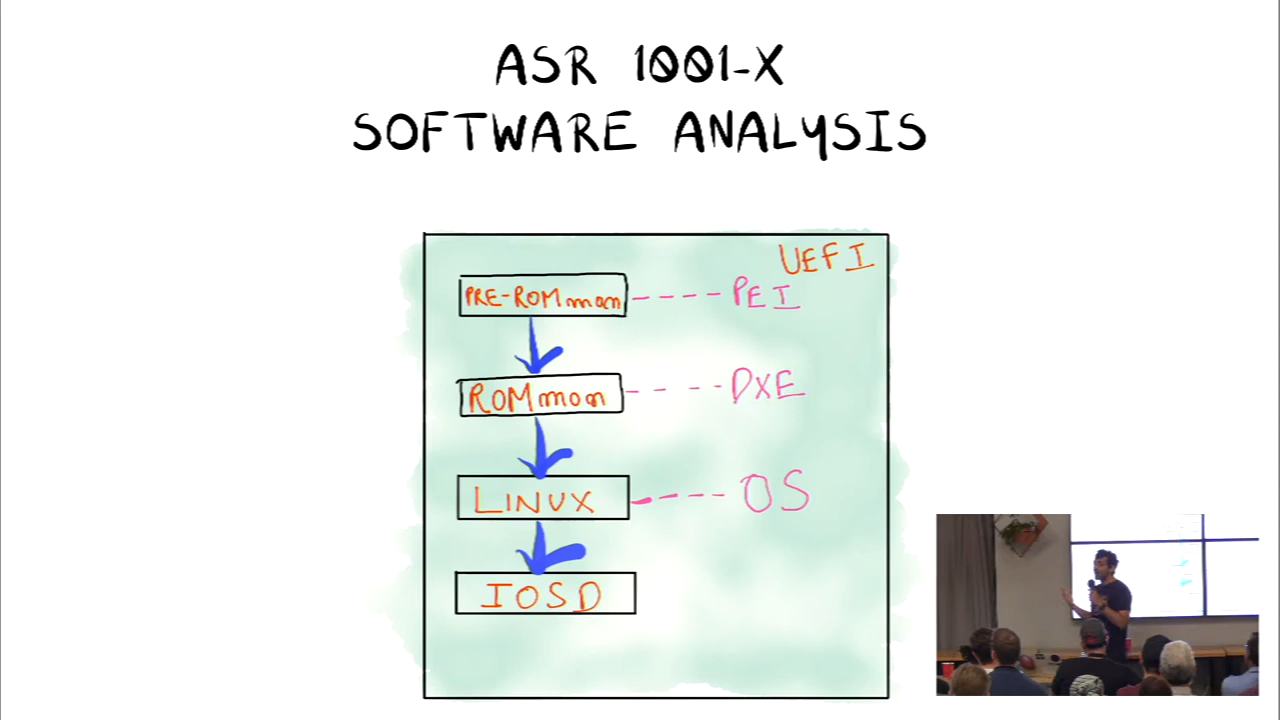 ASR 1001-X
SOFTWARE ANALYSIS
UEFI
PRE-ROMmon
PEI
ROMmon
DXE
LINUX
OS
IOSD